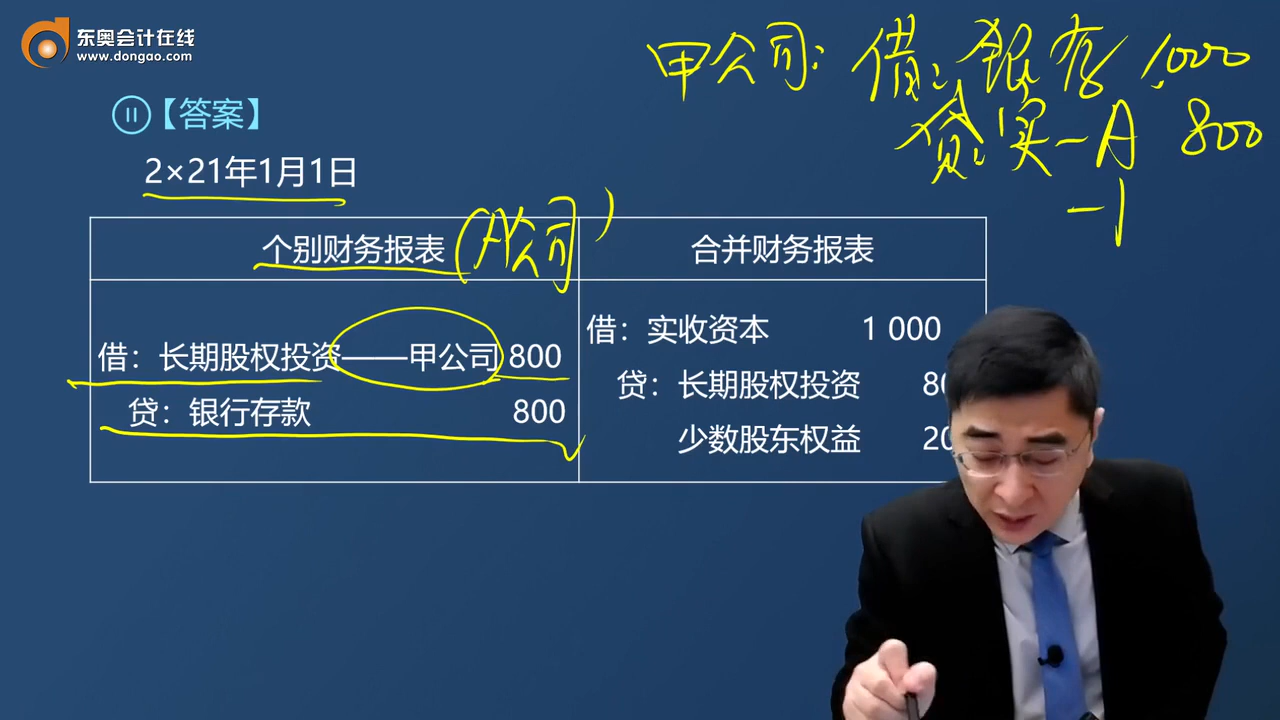 东奥会计在线
www.dongao.com
甲公司：借：银存 1000
贷：实-A 800
【答案】
2×21年1月1日
个别财务报表（A公司）
合并财务报表
借：长期股权投资——甲公司 800
贷：银行存款 800
借：实收资本 1 000
贷：长期股权投资 80
少数股东权益 20